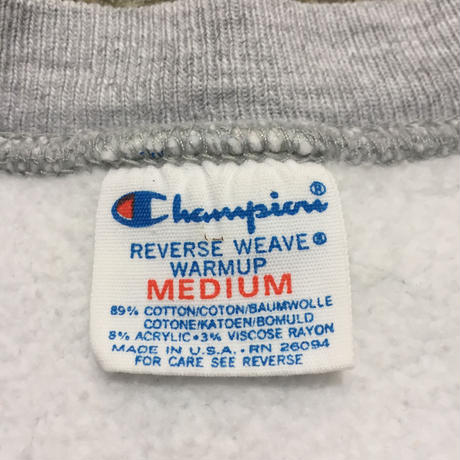 Champion®
REVERSE WEAVE®
WARMUP
MEDIUM
89% COTTON/COTON/BAUMWOLLE
COTONE/KATOEN/BOMULD
8% ACRYLIC•3% VISCOSE RAYON
MADE IN U.S.A.•RN 26094
FOR CARE SEE REVERSE